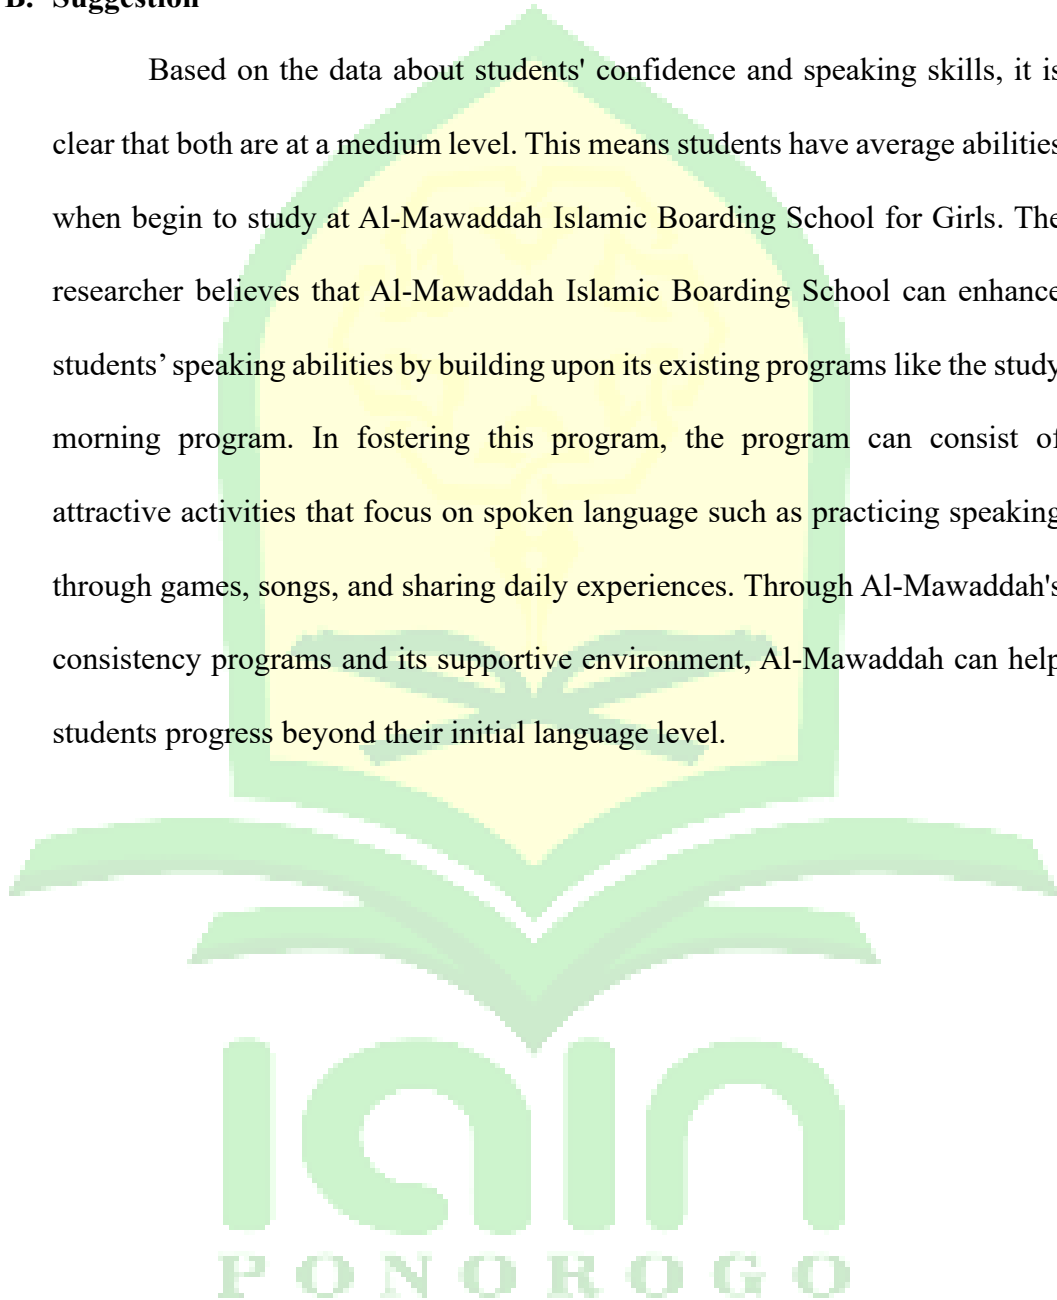 B. Suggestion
Based on the data about students' confidence and speaking skills, it is
clear that both are at a medium level. This means students have average abilities
when begin to study at Al-Mawaddah Islamic Boarding School for Girls. The
researcher believes that Al-Mawaddah Islamic Boarding School can enhance
students’ speaking abilities by building upon its existing programs like the study
morning program. In fostering this program, the program can consist of
attractive activities that focus on spoken language such as practicing speaking
through games, songs, and sharing daily experiences. Through Al-Mawaddah's
consistency programs and its supportive environment, Al-Mawaddah can help
students progress beyond their initial language level.
IAIN
PONOROGO